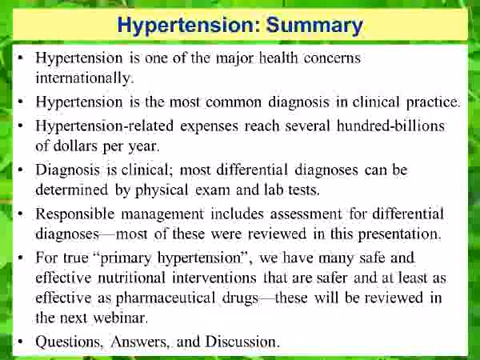 Hypertension: Summary
• Hypertension is one of the major health concerns
internationally.
• Hypertension is the most common diagnosis in clinical practice.
• Hypertension-related expenses reach several hundred-billions
of dollars per year.
• Diagnosis is clinical; most differential diagnoses can be
determined by physical exam and lab tests.
• Responsible management includes assessment for differential
diagnoses—most of these were reviewed in this presentation.
• For true “primary hypertension”, we have many safe and
effective nutritional interventions that are safer and at least as
effective as pharmaceutical drugs—these will be reviewed in
the next webinar.
• Questions, Answers, and Discussion.